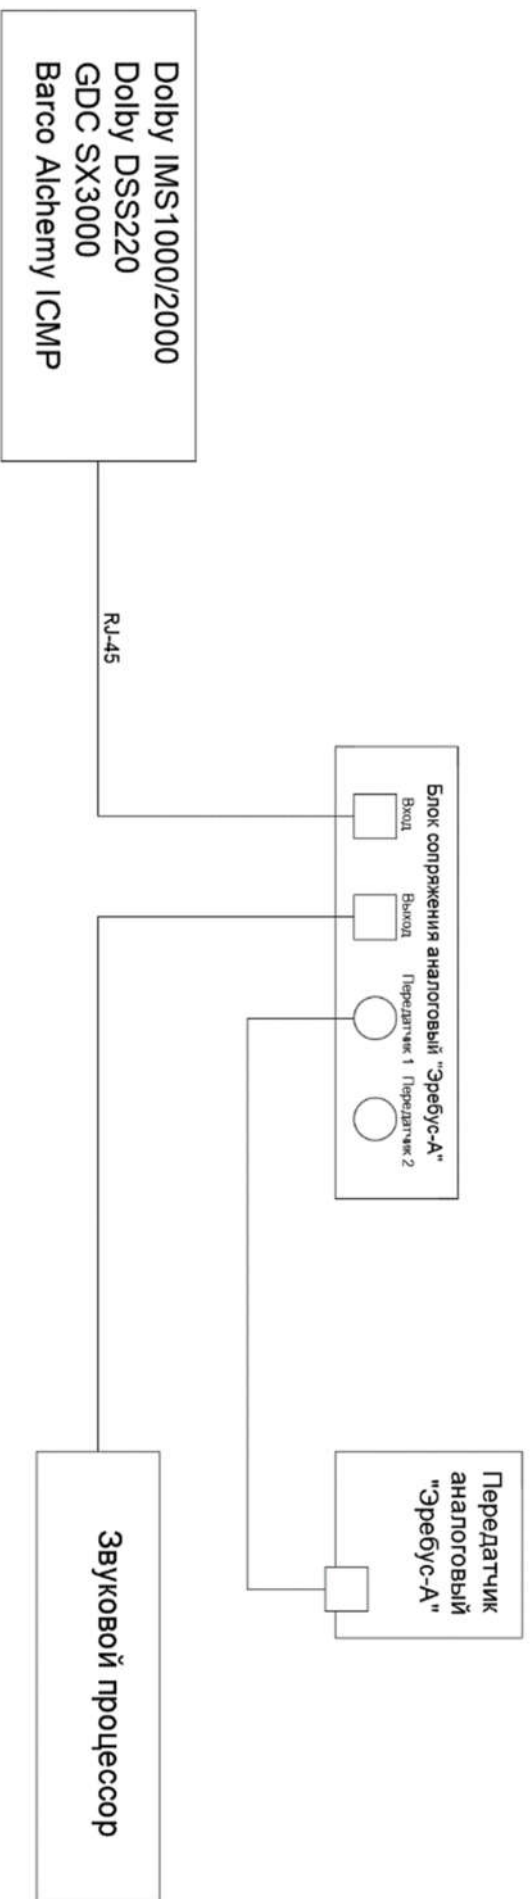 Dolby IMS1000/2000
Dolby DSS220
GDC SX3000
Barco Alchemy ICMP
RJ-45
Блок сопряжения аналоговый "Эребус-А"
Вход
Выход
Передатчик 1
Передатчик 2
Передатчик
аналоговый
"Эребус-А"
Звуковой процессор